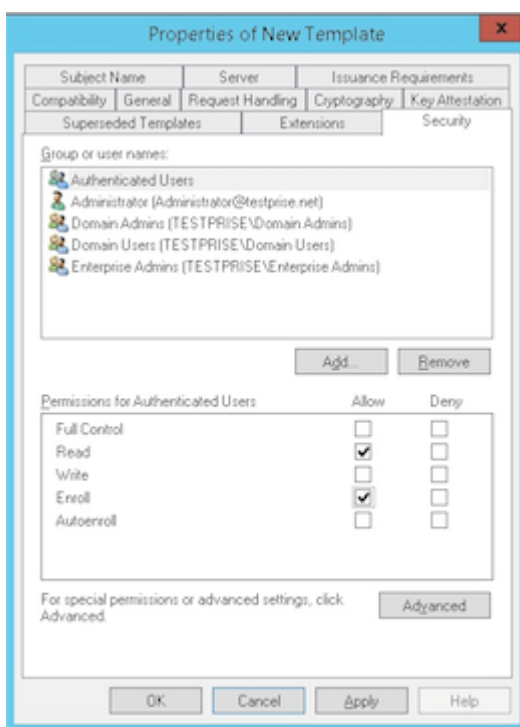 Properties of New Template
x
Subject Name Server Issuance Requirements
Compatibility General Request Handling Cryptography Key Attestation
Superseded Templates Extensions Security
Group or user names:
Authenticated Users
Administrator (Administrator@testprise.net)
Domain Admins (TESTPRISE\Domain Admins)
Domain Users (TESTPRISE\Domain Users)
Enterprise Admins (TESTPRISE\Enterprise Admins)
Add... Remove
Permissions for Authenticated Users Allow Deny
Full Control
Read
Write
Enroll
Autoenroll
For special permissions or advanced settings, click
Advanced. Advanced
OK Cancel Apply Help